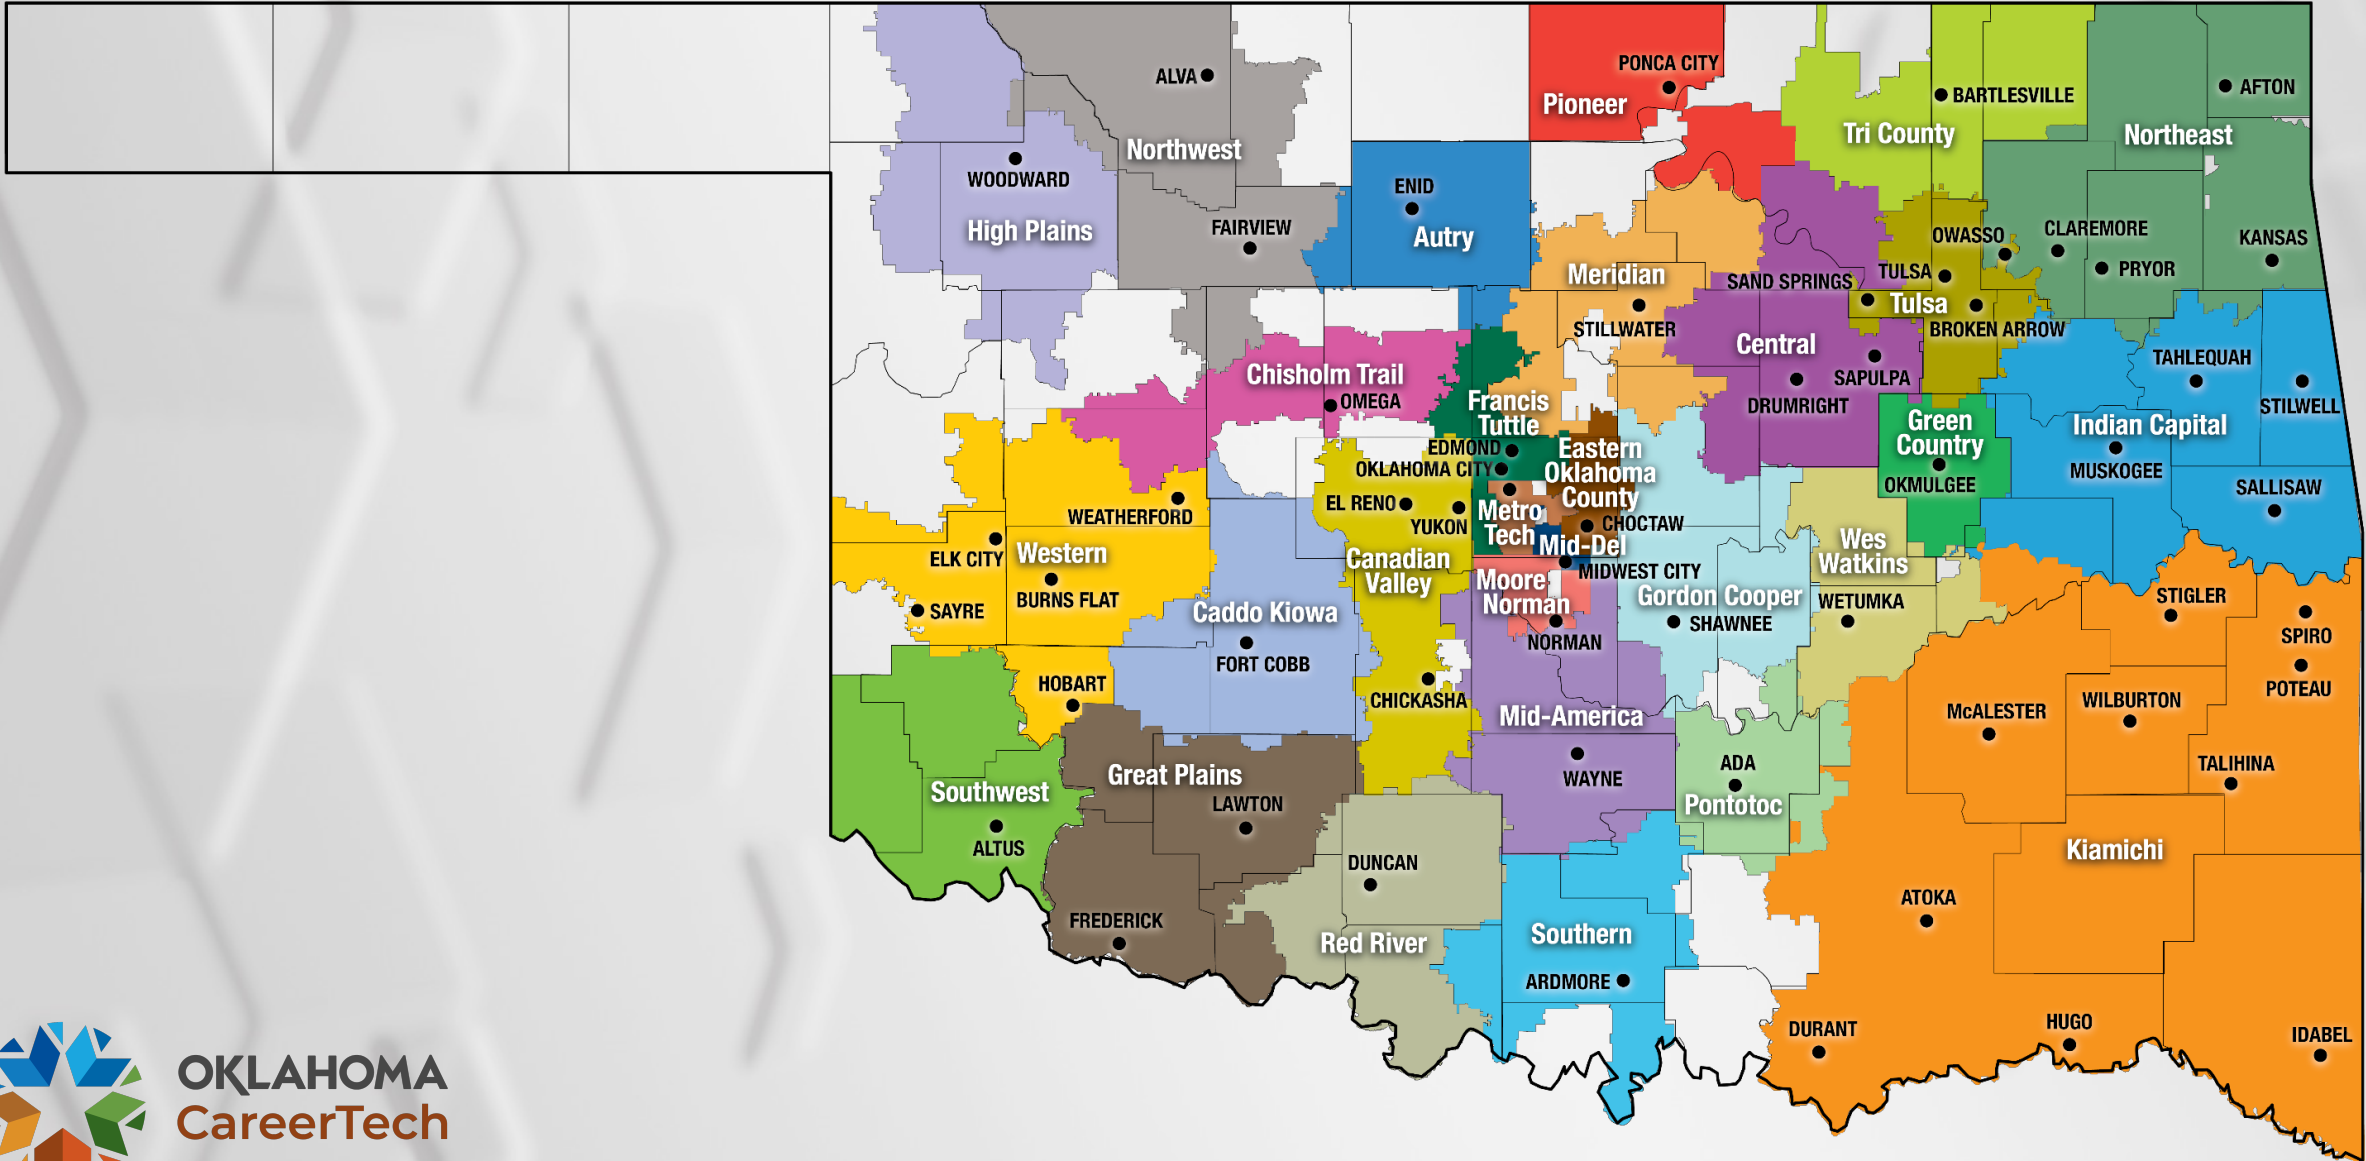 PONCA CITY
ALVA
AFTON
BARTLESVILLE
Pioneer
Tri County
Northeast
Northwest
WOODWARD
ENID
High Plains
FAIRVIEW
Autry
OWASSO
CLAREMORE
KANSAS
Meridian
SAND SPRINGS
TULSA
PRYOR
Tulsa
STILLWATER
BROKEN ARROW
Central
TAHLEQUAH
Chisholm Trail
SAPULPA
OMEGA
Francis
Tuttle
DRUMRIGHT
STILWELL
Green
Country
Indian Capital
EDMOND
Eastern
Oklahoma
County
OKLAHOMA CITY
MUSKOGEE
OKMULGEE
SALLISAW
EL RENO
YUKON
WEATHERFORD
Metro
Tech
CHOCTAW
Mid-Del
Wes
Watkins
ELK CITY
Western
Canadian
Valley
MIDWEST CITY
Moore
Norman
BURNS FLAT
SAYRE
Gordon Cooper
WETUMKA
STIGLER
Caddo Kiowa
SHAWNEE
SPIRO
NORMAN
FORT COBB
HOBART
POTEAU
CHICKASHA
WILBURTON
McALESTER
Mid-America
ADA
TALIHINA
WAYNE
Great Plains
Southwest
LAWTON
Pontotoc
ALTUS
Kiamichi
DUNCAN
ATOKA
FREDERICK
Southern
Red River
ARDMORE
HUGO
DURANT
IDABEL
OKLAHOMA
CareerTech